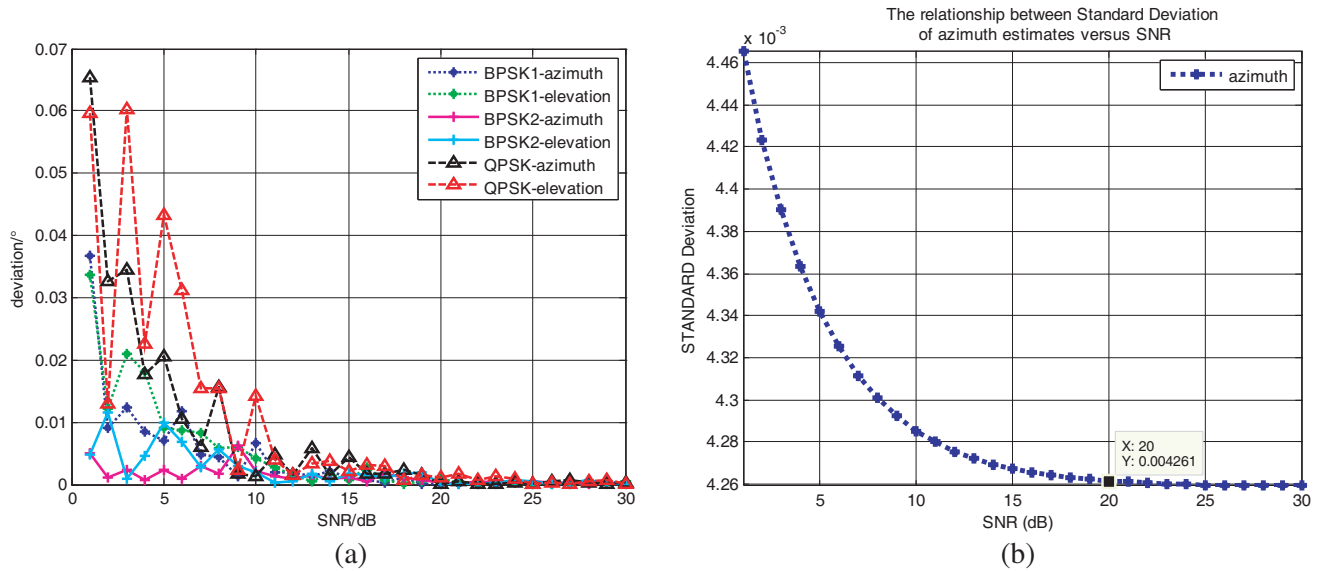 0.07
0.06
0.05
0.04
0.03
0.02
0.01
0
deviation/°
BPSK1-azimuth
BPSK1-elevation
BPSK2-azimuth
BPSK2-elevation
QPSK-azimuth
QPSK-elevation
0 5 10 15 20 25 30
SNR/dB
(a)
The relationship between Standard Deviation
of azimuth estimates versus SNR
x 10⁻³
4.46
4.42
4.4
4.38
4.36
4.34
4.32
4.3
4.28
4.26
STANDARD Deviation
azimuth
X: 20
Y: 0.004261
5 10 15 20 25 30
SNR (dB)
(b)